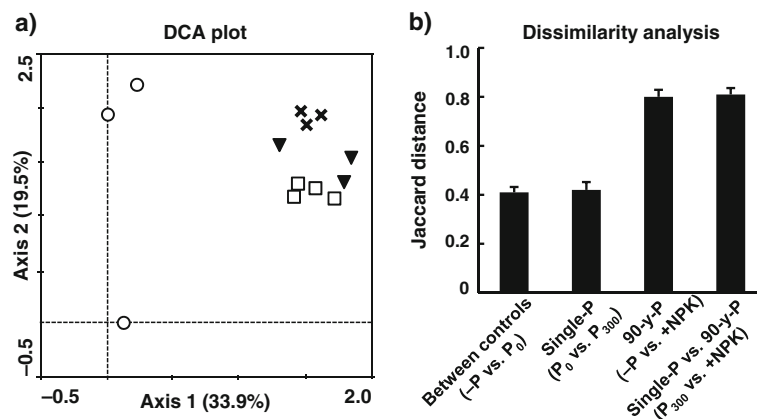 a)
DCA plot
2.5
Axis 2 (19.5%)
−0.5
−0.5
Axis 1 (33.9%)
2.0
b)
Dissimilarity analysis
Jaccard distance
1.0
0.8
0.6
0.4
0.2
0
Between controls
(–P vs. P0)
Single-P
(P0 vs. P300)
90-y-P
(–P vs. +NPK)
Single-P vs. 90-y-P
(P300 vs. +NPK)